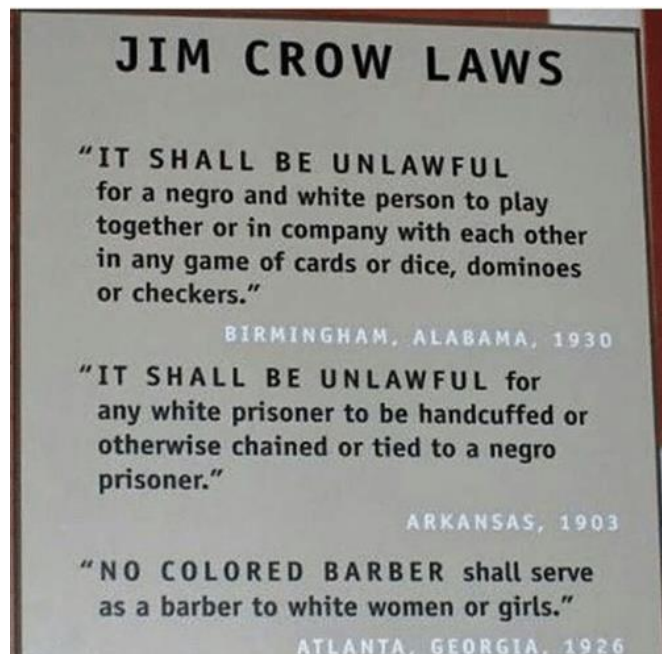 JIM CROW LAWS
“IT SHALL BE UNLAWFUL
for a negro and white person to play
together or in company with each other
in any game of cards or dice, dominoes
or checkers.”
BIRMINGHAM, ALABAMA, 1930
“IT SHALL BE UNLAWFUL for
any white prisoner to be handcuffed or
otherwise chained or tied to a negro
prisoner.”
ARKANSAS, 1903
“NO COLORED BARBER shall serve
as a barber to white women or girls.”
ATLANTA, GEORGIA, 1926